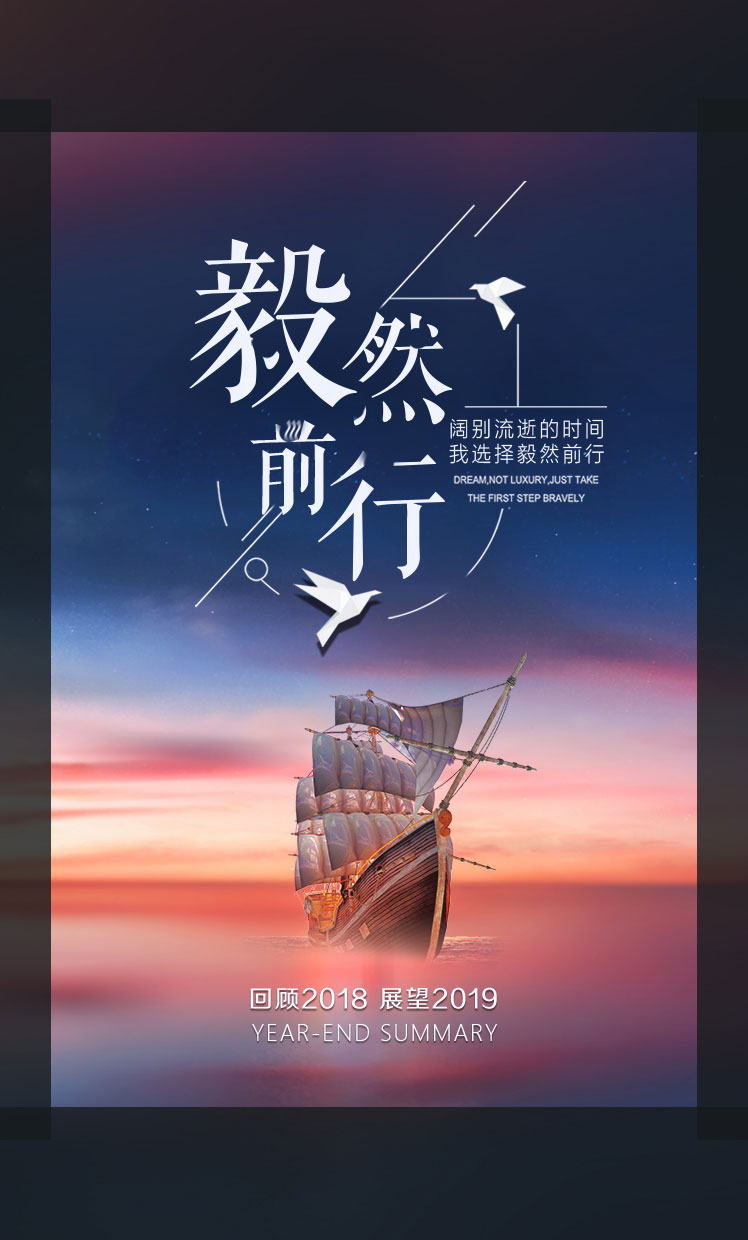 毅然
前行
阔别流逝的时间
我选择毅然前行
DREAM,NOT LUXURY,JUST TAKE
THE FIRST STEP BRAVELY
回顾2018 展望2019
YEAR-END SUMMARY